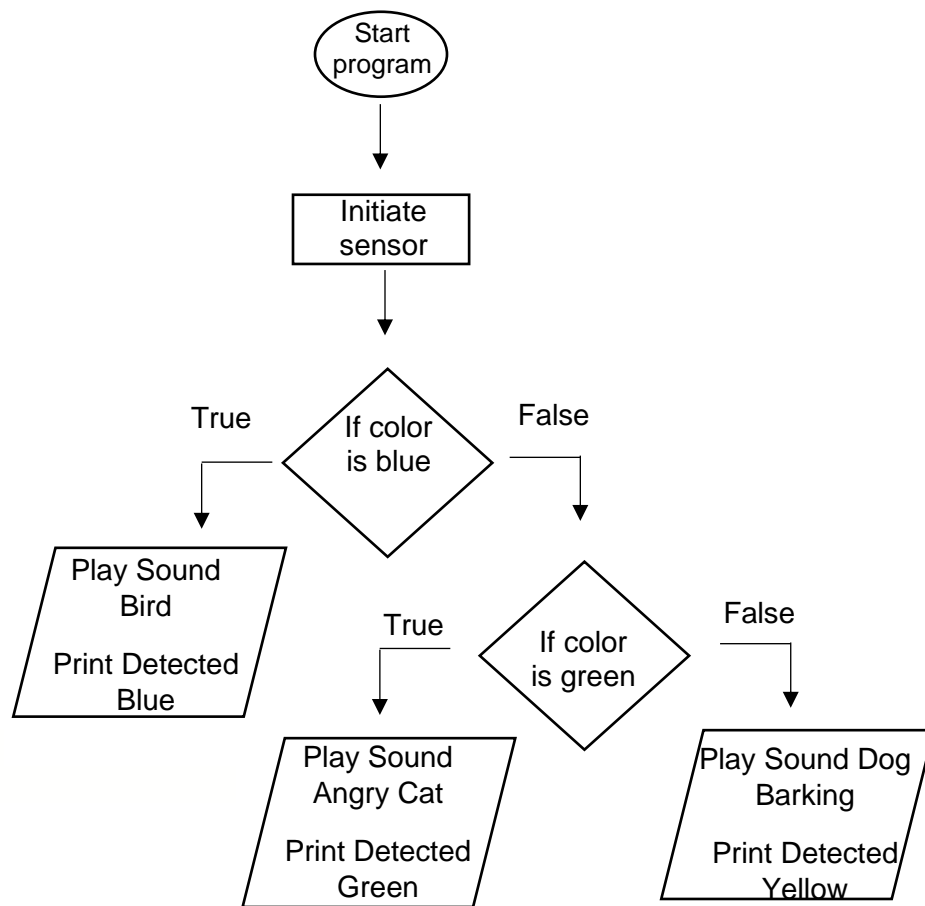 Start
program
Initiate
sensor
True
False
If color
is blue
Play Sound
Bird
Print Detected
Blue
True
False
If color
is green
Play Sound
Angry Cat
Print Detected
Green
Play Sound Dog
Barking
Print Detected
Yellow